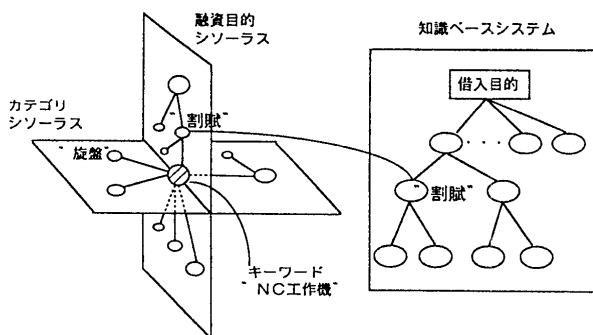 融資目的
シソーラス
知識ベースシステム
カテゴリ
シソーラス
"割賦"
"旋盤"
借入目的
"割賦"
キーワード
"NC工作機"